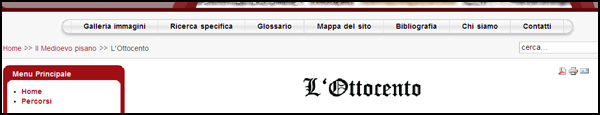 Galleria immagini Ricerca specifica Glossario Mappa del sito Bibliografia Chi siamo Contatti
Home >> Il Medioevo pisano >> L'Ottocento
cerca...
Menu Principale
Home
Percorsi
L'Ottocento